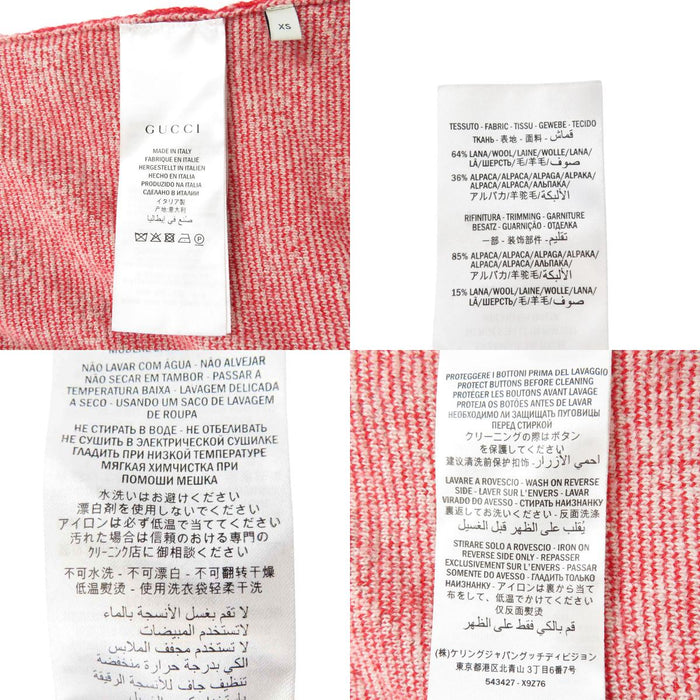 XS
GUCCI
MADE IN ITALY
FABRIQUÉ EN ITALIE
HERGESTELLT IN ITALIEN
HECHO EN ITALIA
PRODUZIDO NA ITALIA
СДЕЛАНО В ИТАЛИИ
イタリア製
产地:意大利
صنع في إيطاليا
TESSUTO - FABRIC - TISSU - GEWEBE - TECIDO
ТКАНЬ - 表地 - 面料 - قماش
64% LANA/WOOL/LAINE/WOLLE/LANA/
LÃ/ШЕРСТЬ/毛/羊毛/صوف
36% ALPACA/ALPACA/ALPAGA/ALPAKA/
ALPACA/ALPACA/АЛЬПАКА/
アルパカ/羊驼毛/الألبكة
RIFINITURA - TRIMMING - GARNITURE
BESATZ - GUARNIÇÃO - ОТДЕЛКА
一部 - 装饰部件 - تقليم
85% ALPACA/ALPACA/ALPAGA/ALPAKA/
ALPACA/ALPACA/АЛЬПАКА/
アルパカ/羊驼毛/الألبكة
15% LANA/WOOL/LAINE/WOLLE/LANA/
LÃ/ШЕРСТЬ/毛/羊毛/صوف
NÃO LAVAR COM ÁGUA - NÃO ALVEJAR
NÃO SECAR EM TAMBOR - PASSAR A
TEMPERATURA BAIXA - LAVAGEM DELICADA
A SECO - USANDO UM SACO DE LAVAGEM
DE ROUPA
НЕ СТИРАТЬ В ВОДЕ - НЕ ОТБЕЛИВАТЬ
НЕ СУШИТЬ В ЭЛЕКТРИЧЕСКОЙ СУШИЛКЕ
ГЛАДИТЬ ПРИ НИЗКОЙ ТЕМПЕРАТУРЕ
МЯГКАЯ ХИМЧИСТКА ПРИ
ПОМОШИ МЕШКА
水洗いはお避けください
漂白剤を使用しないでください
アイロンは必ず低温で当ててください
汚れた場合は信頼のおける専門の
クリーニング店に御相談ください
不可水洗 - 不可漂白 - 不可翻转干燥
低温熨烫 - 使用洗衣袋轻柔干洗
لا تقم بغسل الأنسجة بالماء
لا تستخدم المبيضات
لا تستخدم مجفف الملابس
الكي بدرجة حرارة منخفضة
PROTEGGERE I BOTTONI PRIMA DEL LAVAGGIO
PROTECT BUTTONS BEFORE CLEANING
PROTÉGER LES BOUTONS AVANT LAVAGE
PROTEJA OS BOTÕES ANTES DE LAVAR
НЕОБХОДИМО ЗАЩИТЬ ПУГОВИЦЫ
ПЕРЕД СТИРКОЙ
クリーニングの際はボタン
を保護してください
建议清洗前保护扣饰 - احمي الأزرار
LAVARE A ROVESCIO - WASH ON REVERSE
SIDE - LAVER SUR L'ENVERS - LAVAR
VIRADO DO AVESSO - СТИРАТЬ НАИЗНАНКУ
裏返してお洗いください - 反面洗涤
يُقلب على الظهر قبل الغسيل
STIRARE SOLO A ROVESCIO - IRON ON
REVERSE SIDE ONLY - REPASSER
EXCLUSIVEMENT SUR L'ENVERS - PASSAR
SOMENTE DO AVESSO - ГЛАДИТЬ ТОЛЬКО
НАИЗНАНКУ - アイロンは裏から当て
布をして、低温でかけてください
仅反面熨烫
قم بالكي فقط على الظهر
(株)ケリングジャパングッチディビジョン
東京都港区北青山3丁目6番1号
543427 - X9Z76